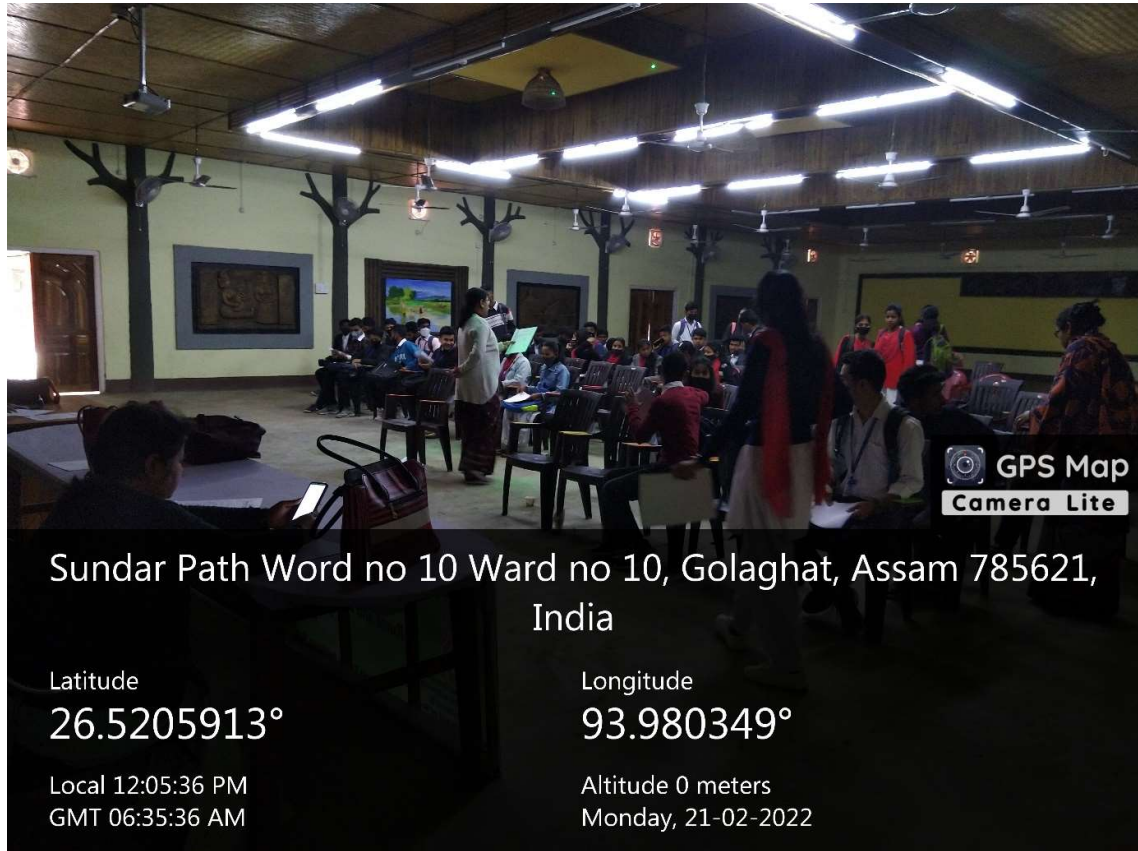 GPS Map
Camera Lite
Sundar Path Word no 10 Ward no 10, Golaghat, Assam 785621,
India
Latitude
26.5205913°
Longitude
93.980349°
Local 12:05:36 PM
GMT 06:35:36 AM
Altitude 0 meters
Monday, 21-02-2022